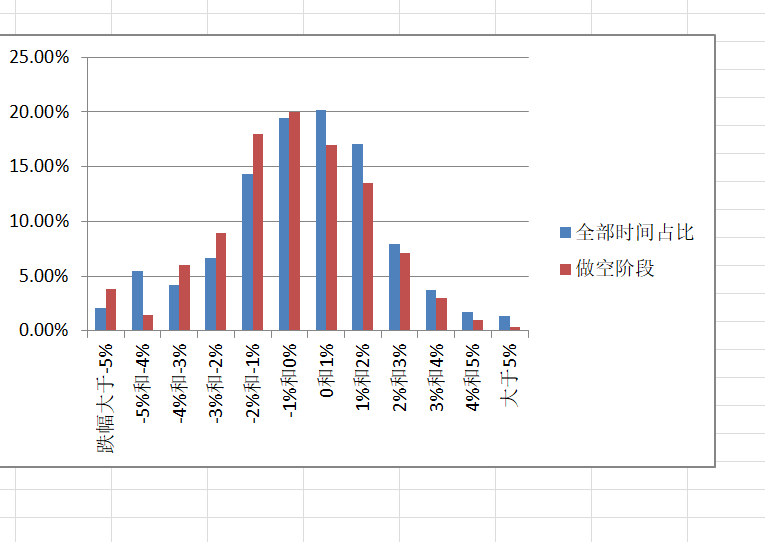 25.00%
20.00%
15.00%
10.00%
5.00%
0.00%
跌幅大于-5%
-5%和-4%
-4%和-3%
-3%和-2%
-2%和-1%
-1%和0%
0和1%
1%和2%
2%和3%
3%和4%
4%和5%
大于5%
全部时间占比
做空阶段